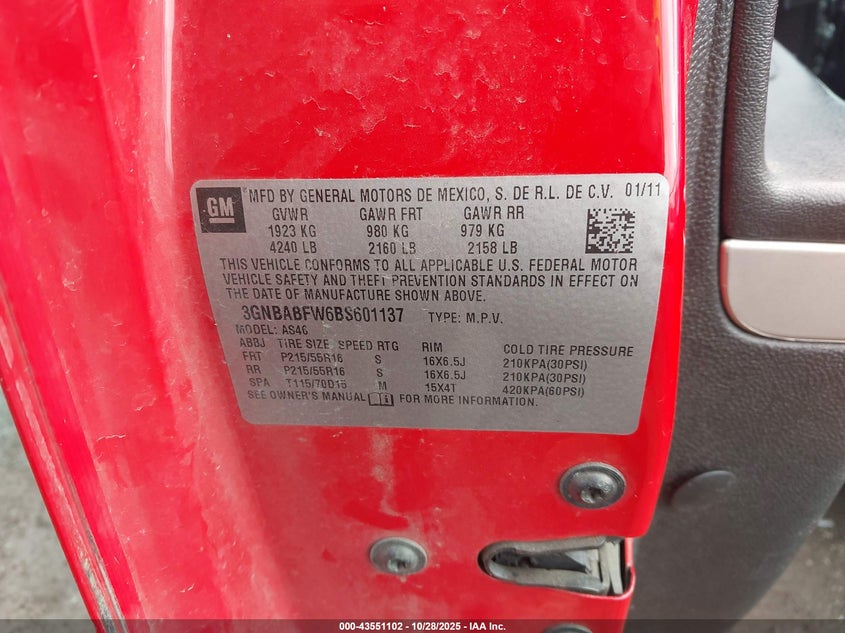 GM
MFD BY GENERAL MOTORS DE MEXICO, S. DE R.L. DE C.V. 01/11
GVWR GAWR FRT GAWR RR
1923 KG 980 KG 979 KG
4240 LB 2160 LB 2158 LB
THIS VEHICLE CONFORMS TO ALL APPLICABLE U.S. FEDERAL MOTOR
VEHICLE SAFETY AND THEFT PREVENTION STANDARDS IN EFFECT ON
THE DATE OF MANUFACTURE SHOWN ABOVE.
3GNBABFW6BS601137 TYPE: M.P.V.
MODEL: AS46
ABBJ TIRE SIZE SPEED RTG RIM COLD TIRE PRESSURE
FRT P215/55R16 S 16X6.5J 210KPA(30PSI)
RR P215/55R16 S 16X6.5J 210KPA(30PSI)
SPA T115/70D15 M 15X4T 420KPA(60PSI)
SEE OWNER'S MANUAL FOR MORE INFORMATION.
000-43551102 - 10/28/2025 - IAA Inc.